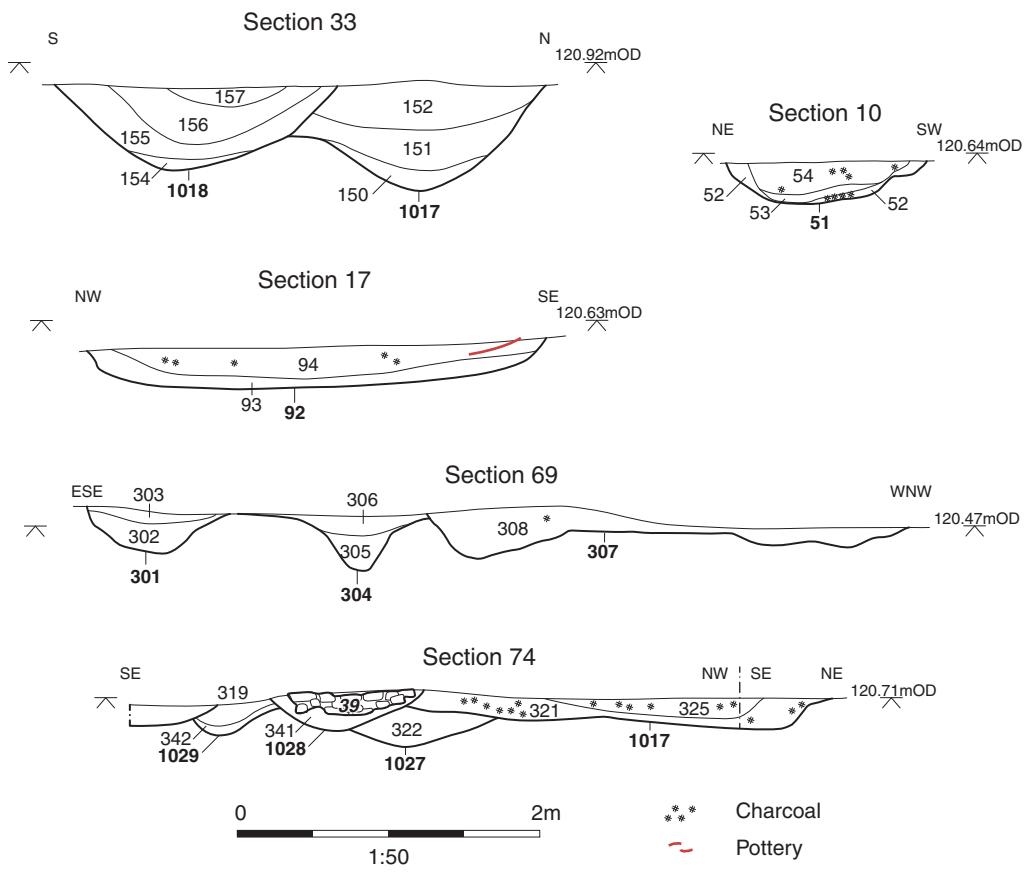 Section 33
S N
120.92mOD
157
152
156
155
151
154
150
1018
1017
Section 10
NE SW
120.64mOD
54
52
53
52
51
Section 17
NW SE
120.63mOD
94
93
92
Section 69
ESE WNW
303 306
120.47mOD
302 305 308
307
301
304
Section 74
SE NW SE NE
120.71mOD
319
39
321 325
342 341 322
1029 1028 1017
1027
0 2m
1:50
Charcoal
Pottery